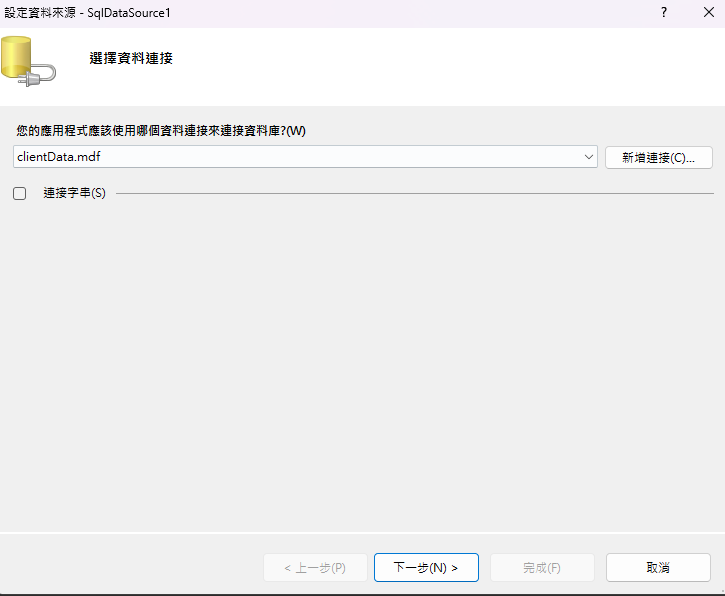 設定資料來源 - SqlDataSource1
?
選擇資料連接
您的應用程式應該使用哪個資料連接來連接資料庫?(W)
clientData.mdf
新增連接(C)...
連接字串(S)
< 上一步(P)
下一步(N) >
完成(F)
取消